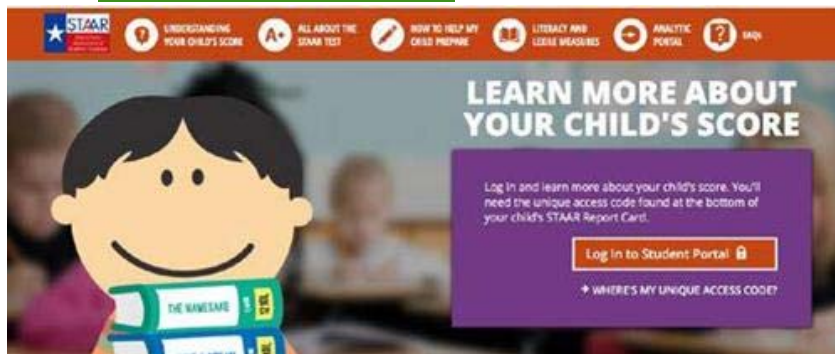 STAAR
UNDERSTANDING
YOUR CHILD'S SCORE
A+
ALL ABOUT THE
STAAR TEST
HOW TO HELP MY
CHILD PREPARE
LITERACY AND
LEXILE MEASURES
ANALYTIC
PORTAL
FAQs
LEARN MORE ABOUT
YOUR CHILD'S SCORE
Log in and learn more about your child's score. You'll
need the unique access code found at the bottom of
your child's STAAR Report Card.
Log In to Student Portal
WHERE'S MY UNIQUE ACCESS CODE?
THE NAMESAKE